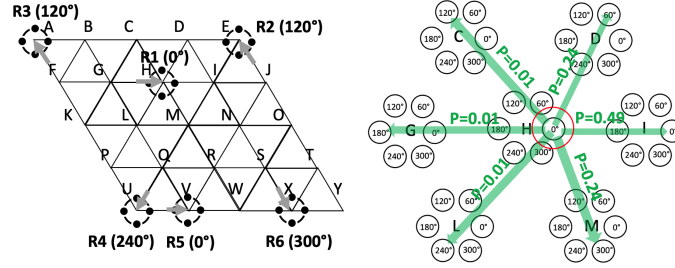 R3 (120°)
A B C D E
R2 (120°)
R1 (0°)
F G H I J
K L M N O
P Q R S T
U V W X Y
R4 (240°)
R5 (0°)
R6 (300°)
120° 60°
180° C 0°
240° 300°
120° 60°
180° D 0°
240° 300°
P=0.01
P=0.24
120° 60°
180° G 0°
240° 300°
P=0.01
120° 60°
180° H 0°
240° 300°
P=0.49
120° 60°
180° I 0°
240° 300°
P=0.01
P=0.24
120° 60°
180° L 0°
240° 300°
120° 60°
180° M 0°
240° 300°